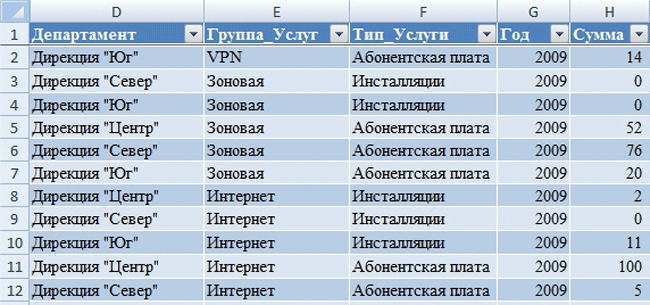 D E F G H
1 Департамент Группа_Услуг Тип_Услуги Год Сумма
2 Дирекция "Юг" VPN Абонентская плата 2009 14
3 Дирекция "Север" Зоновая Инсталляции 2009 0
4 Дирекция "Юг" Зоновая Инсталляции 2009 0
5 Дирекция "Центр" Зоновая Абонентская плата 2009 52
6 Дирекция "Север" Зоновая Абонентская плата 2009 76
7 Дирекция "Юг" Зоновая Абонентская плата 2009 20
8 Дирекция "Центр" Интернет Инсталляции 2009 2
9 Дирекция "Север" Интернет Инсталляции 2009 0
10 Дирекция "Юг" Интернет Инсталляции 2009 11
11 Дирекция "Центр" Интернет Абонентская плата 2009 100
12 Дирекция "Север" Интернет Абонентская плата 2009 5